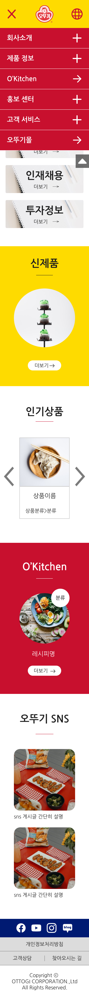 오뚜기
회사소개
제품 정보
O'Kitchen
홍보 센터
고객 서비스
오뚜기몰
더보기
인재채용
더보기
투자정보
더보기
신제품
더보기
인기상품
상품이름
상품분류>분류
O'Kitchen
분류
레시피명
더보기
오뚜기 SNS
sns 게시글 간단히 설명
sns 게시글 간단히 설명
blog
개인정보처리방침
고객상담
찾아오시는 길
Copyright ©
OTTOGI CORPORATION.,Ltd
All Rights Reserved.